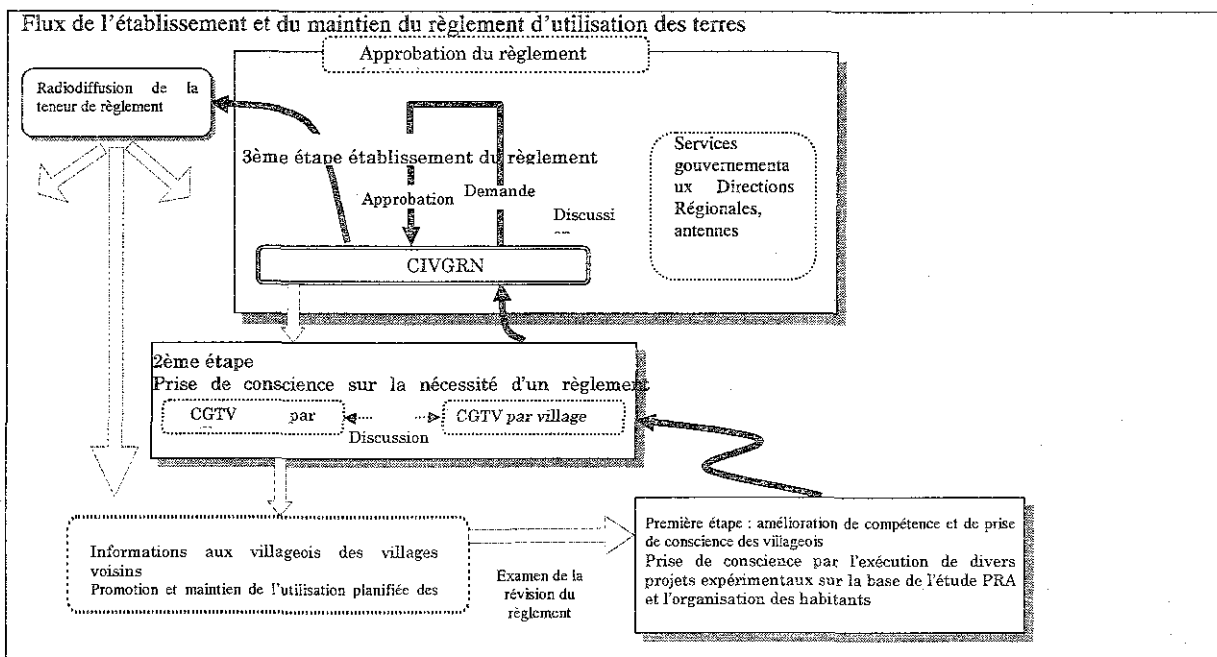 Flux de l'établissement et du maintien du règlement d'utilisation des terres
Approbation du règlement
Radiodiffusion de la
teneur de règlement
3ème étape établissement du règlement
Approbation
Demande
Discussi
CIVGRN
Services
gouvernementa
ux Directions
Régionales,
antennes
2ème étape
Prise de conscience sur la nécessité d'un règlement
CGTV par
CGTV par village
Discussion
Informations aux villageois des villages
voisins
Promotion et maintien de l'utilisation planifiée des
Examen de la
révision du
règlement
Première étape : amélioration de compétence et de prise
de conscience des villageois
Prise de conscience par l'exécution de divers
projets expérimentaux sur la base de l'étude PRA
et l'organisation des habitants